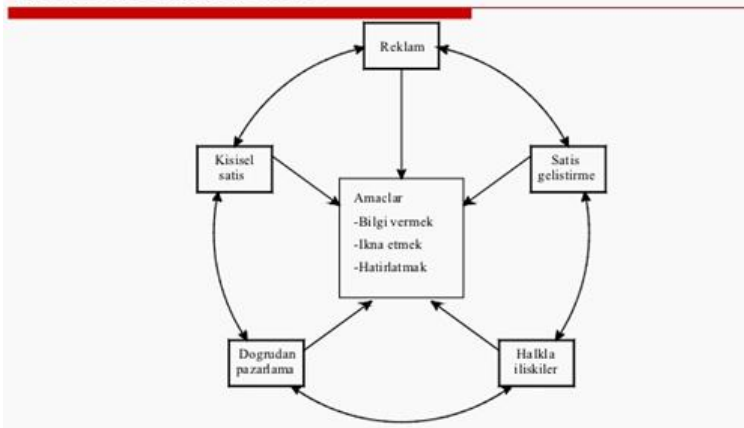 Reklam
Kisisel
satis
Satis
gelistirme
Amaclar
-Bilgi vermek
-Ikna etmek
-Hatirlatmak
Dogrudan
pazarlama
Halkla
iliskiler